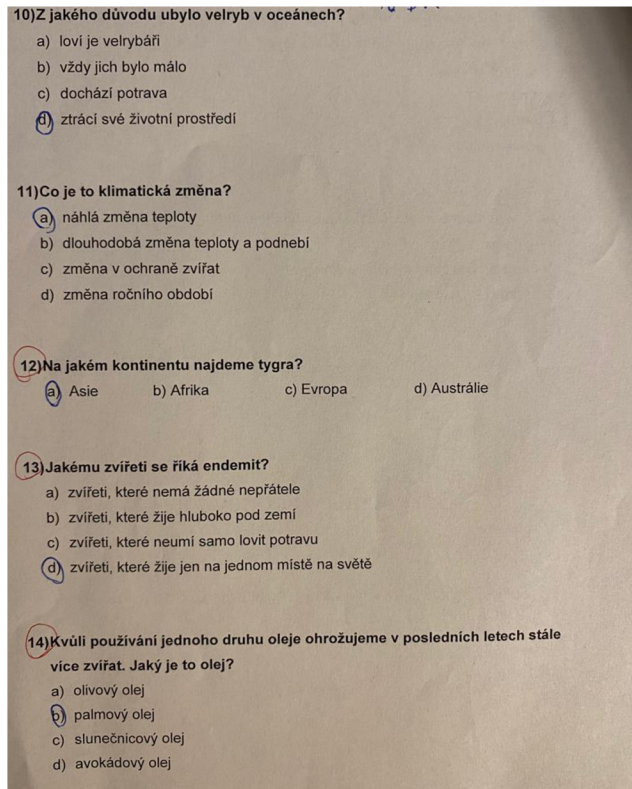 10)Z jakého důvodu ubylo velryb v oceánech?
a) loví je velrybáři
b) vždy jich bylo málo
c) dochází potrava
d) ztrácí své životní prostředí
11)Co je to klimatická změna?
a) náhlá změna teploty
b) dlouhodobá změna teploty a podnebí
c) změna v ochraně zvířat
d) změna ročního období
12)Na jakém kontinentu najdeme tygra?
a) Asie b) Afrika c) Evropa d) Austrálie
13)Jakému zvířeti se říká endemit?
a) zvířeti, které nemá žádné nepřátele
b) zvířeti, které žije hluboko pod zemí
c) zvířeti, které neumí samo lovit potravu
d) zvířeti, které žije jen na jednom místě na světě
14)Kvůli používání jednoho druhu oleje ohrožujeme v posledních letech stále
více zvířat. Jaký je to olej?
a) olivový olej
b) palmový olej
c) slunečnicový olej
d) avokádový olej